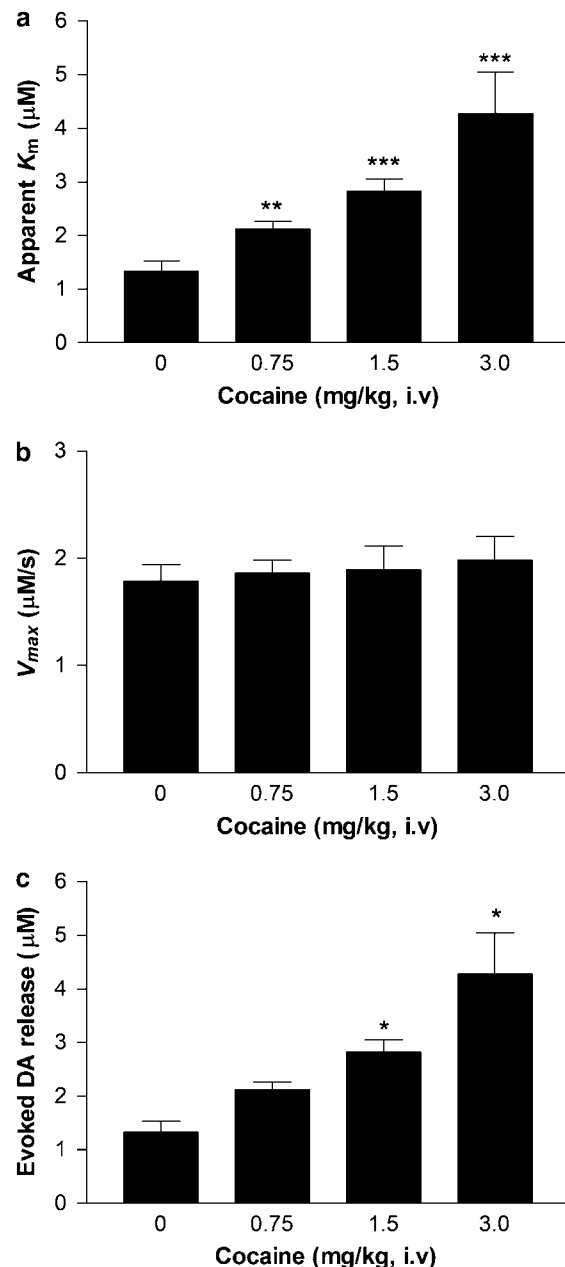 a
Apparent Km (µM)
6
5
4
3
2
1
0
**
***
***
0 0.75 1.5 3.0
Cocaine (mg/kg, i.v)
b
Vmax (µM/s)
3
2
1
0
0 0.75 1.5 3.0
Cocaine (mg/kg, i.v)
c
Evoked DA release (µM)
6
5
4
3
2
1
0
*
*
0 0.75 1.5 3.0
Cocaine (mg/kg, i.v)